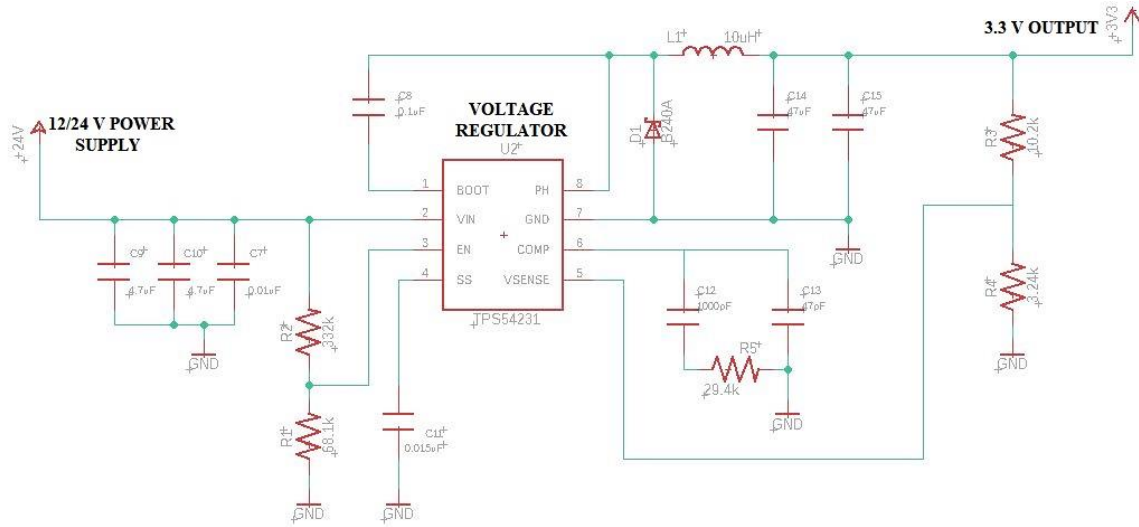 3.3 V OUTPUT
+3V3
L1
10uH
C8
0.1uF
VOLTAGE
REGULATOR
U2
D1
B240A
C14
47uF
C15
47uF
R3
10.2k
12/24 V POWER
SUPPLY
+24V
1 BOOT PH 8
2 VIN GND 7
3 EN COMP 6
4 SS VSENSE 5
TPS54231
C9
4.7uF
C10
4.7uF
C7
0.01uF
GND
R2
332k
R1
68.1k
GND
C11
0.015uF
GND
C12
1000pF
C13
47pF
R5
29.4k
GND
GND
R4
3.24k
GND